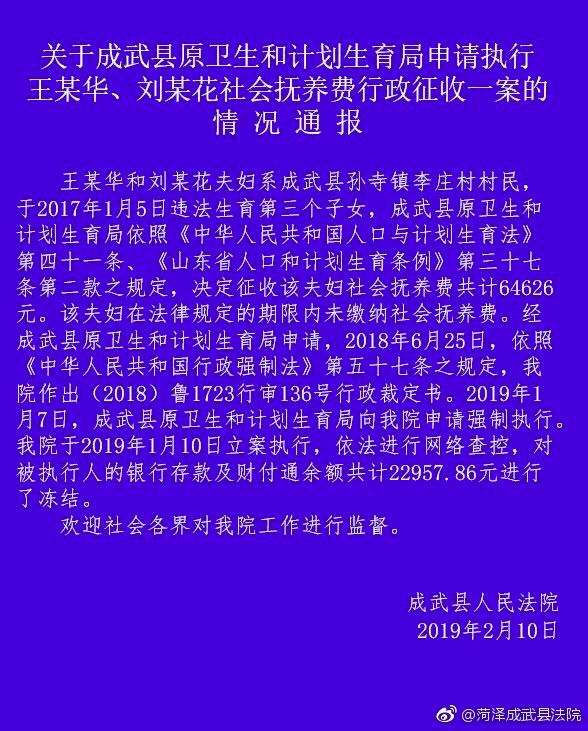 关于成武县原卫生和计划生育局申请执行
王某华、刘某花社会抚养费行政征收一案的
情况通报
王某华和刘某花夫妇系成武县孙寺镇李庄村村民，
于2017年1月5日违法生育第三个子女，成武县原卫生和
计划生育局依照《中华人民共和国人口与计划生育法》
第四十一条、《山东省人口和计划生育条例》第三十七
条第二款之规定，决定征收该夫妇社会抚养费共计64626
元。该夫妇在法律规定的期限内未缴纳社会抚养费。经
成武县原卫生和计划生育局申请，2018年6月25日，依照
《中华人民共和国行政强制法》第五十七条之规定，我
院作出（2018）鲁1723行审136号行政裁定书。2019年1
月7日，成武县原卫生和计划生育局向我院申请强制执行。
我院于2019年1月10日立案执行，依法进行网络查控，对
被执行人的银行存款及财付通余额共计22957.86元进行
了冻结。
欢迎社会各界对我院工作进行监督。
成武县人民法院
2019年2月10日
@菏泽成武县法院